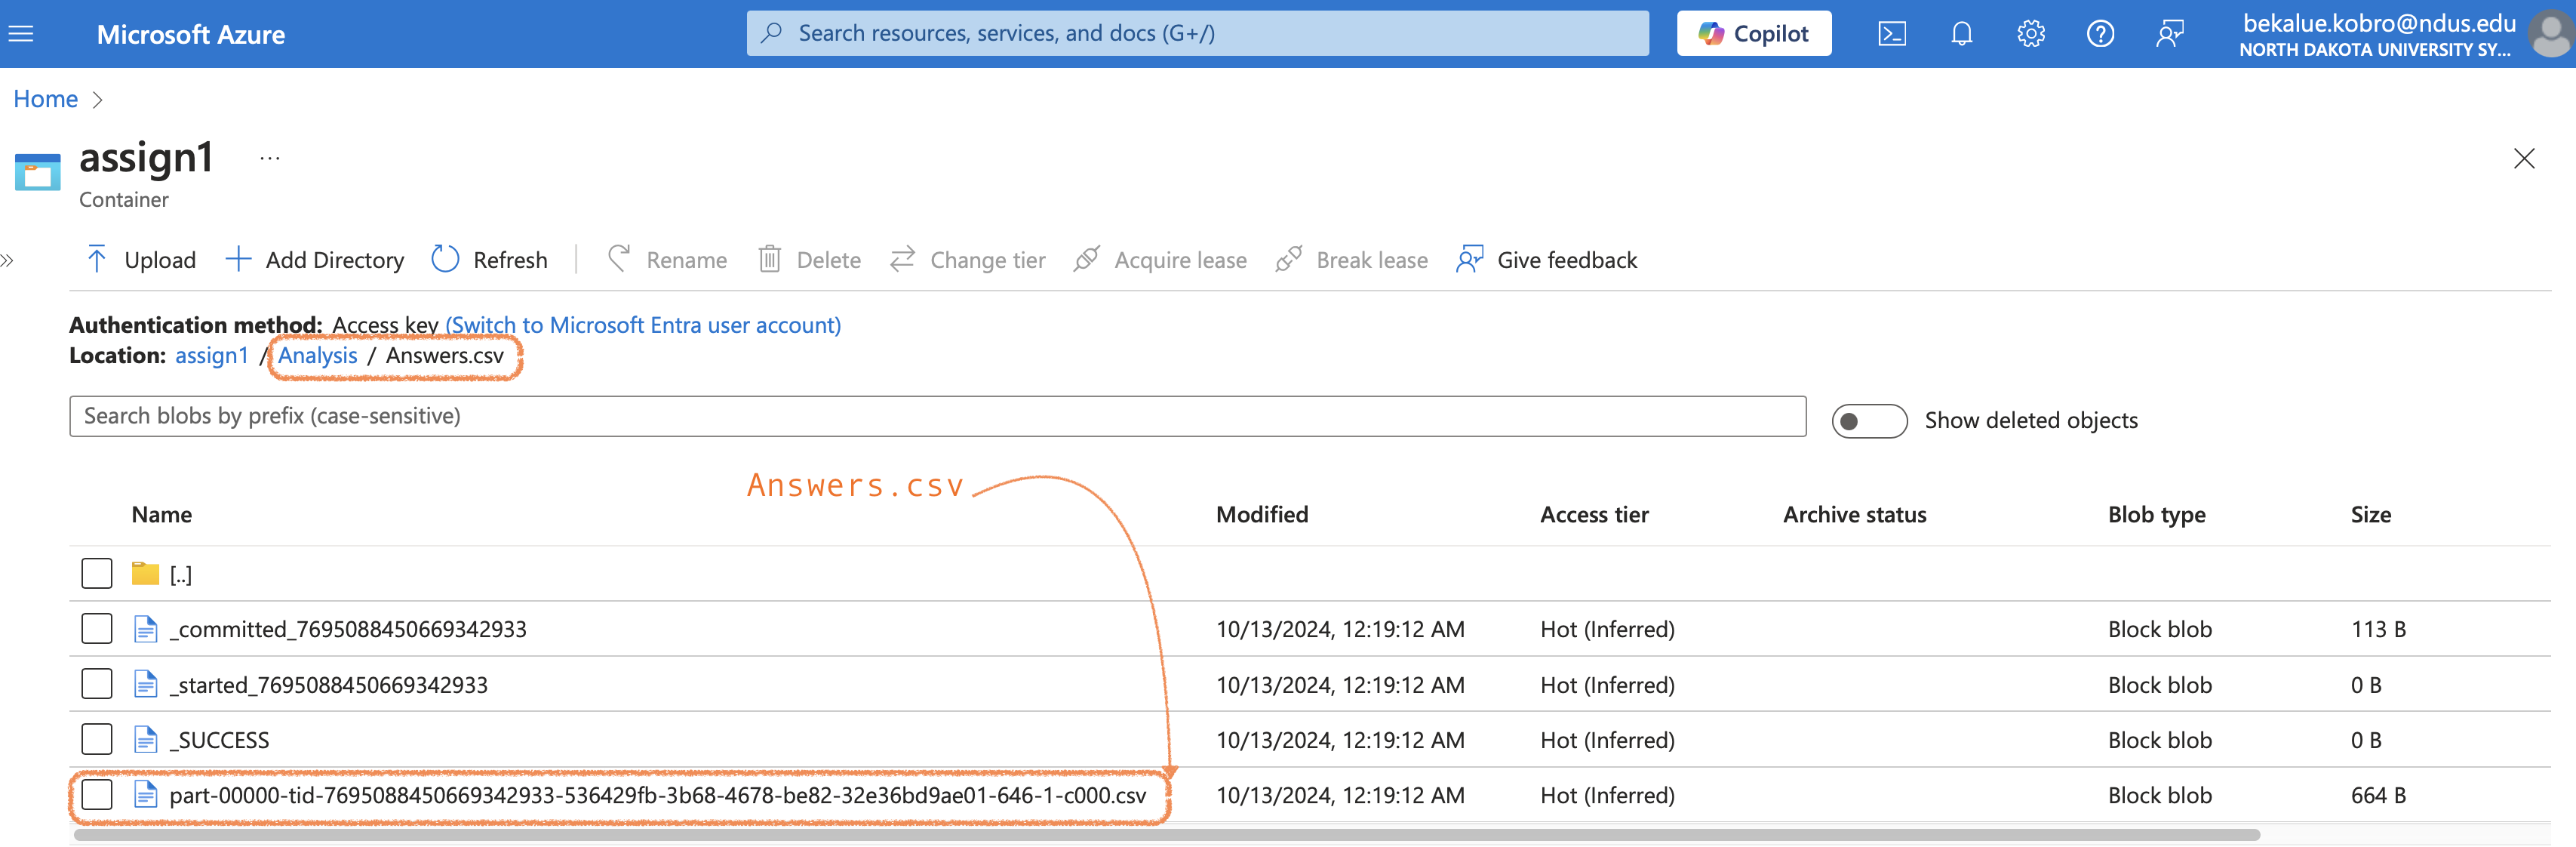 Microsoft Azure
Search resources, services, and docs (G+/)
Copilot
bekalue.kobro@ndus.edu
NORTH DAKOTA UNIVERSITY SY...
Home >
assign1 ...
Container
Upload Add Directory Refresh Rename Delete Change tier Acquire lease Break lease Give feedback
Authentication method: Access key (Switch to Microsoft Entra user account)
Location: assign1 / Analysis / Answers.csv
Search blobs by prefix (case-sensitive)
Show deleted objects
Answers.csv
Name Modified Access tier Archive status Blob type Size
[..]
_committed_7695088450669342933 10/13/2024, 12:19:12 AM Hot (Inferred) Block blob 113 B
_started_7695088450669342933 10/13/2024, 12:19:12 AM Hot (Inferred) Block blob 0 B
_SUCCESS 10/13/2024, 12:19:12 AM Hot (Inferred) Block blob 0 B
part-00000-tid-7695088450669342933-536429fb-3b68-4678-be82-32e36bd9ae01-646-1-c000.csv 10/13/2024, 12:19:12 AM Hot (Inferred) Block blob 664 B